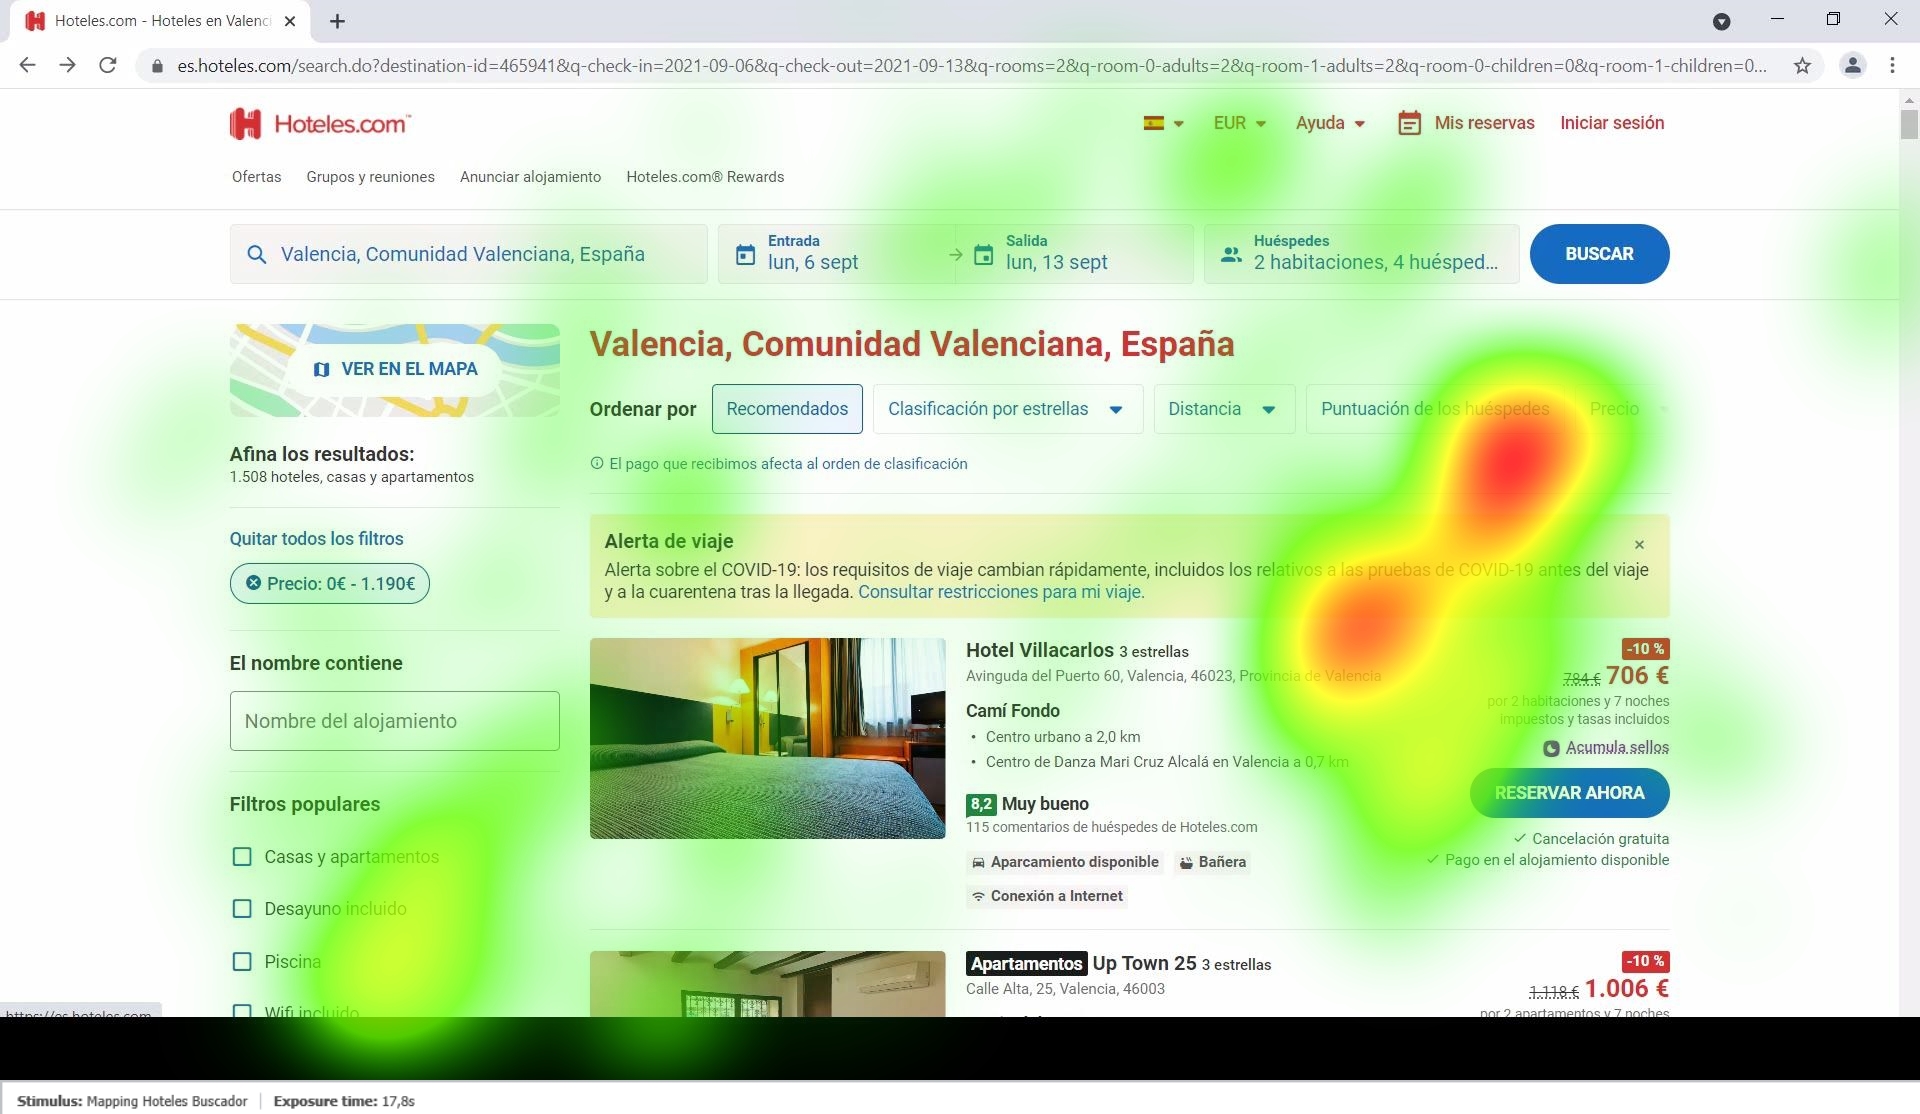 Hoteles.com - Hoteles en Valenci
es.hoteles.com/search.do?destination-id=465941&q-check-in=2021-09-06&q-check-out=2021-09-13&q-rooms=2&q-room-0-adults=2&q-room-1-adults=2&q-room-0-children=0&q-room-1-children=0...
Hoteles.com™
EUR
Ayuda
Mis reservas
Iniciar sesión
Ofertas
Grupos y reuniones
Anunciar alojamiento
Hoteles.com® Rewards
Valencia, Comunidad Valenciana, España
Entrada
lun, 6 sept
Salida
lun, 13 sept
Huéspedes
2 habitaciones, 4 huésped...
BUSCAR
VER EN EL MAPA
Afina los resultados:
1.508 hoteles, casas y apartamentos
Quitar todos los filtros
Precio: 0€ - 1.190€
El nombre contiene
Nombre del alojamiento
Filtros populares
Casas y apartamentos
Desayuno incluido
Piscina
Wifi incluido
https://es.hoteles.com
Valencia, Comunidad Valenciana, España
Ordenar por
Recomendados
Clasificación por estrellas
Distancia
Puntuación de los huéspedes
Precio
El pago que recibimos afecta al orden de clasificación
Alerta de viaje
Alerta sobre el COVID-19: los requisitos de viaje cambian rápidamente, incluidos los relativos a las pruebas de COVID-19 antes del viaje
y a la cuarentena tras la llegada. Consultar restricciones para mi viaje.
Hotel Villacarlos 3 estrellas
Avinguda del Puerto 60, Valencia, 46023, Provincia de Valencia
Camí Fondo
• Centro urbano a 2,0 km
• Centro de Danza Mari Cruz Alcalá en Valencia a 0,7 km
8,2 Muy bueno
115 comentarios de huéspedes de Hoteles.com
Aparcamiento disponible
Bañera
Conexión a Internet
-10 %
784 € 706 €
por 2 habitaciones y 7 noches
impuestos y tasas incluidos
Acumula sellos
RESERVAR AHORA
Cancelación gratuita
Pago en el alojamiento disponible
Apartamentos Up Town 25 3 estrellas
Calle Alta, 25, Valencia, 46003
-10 %
1.118 € 1.006 €
por 2 apartamentos y 7 noches
Stimulus: Mapping Hoteles Buscador
Exposure time: 17,8s